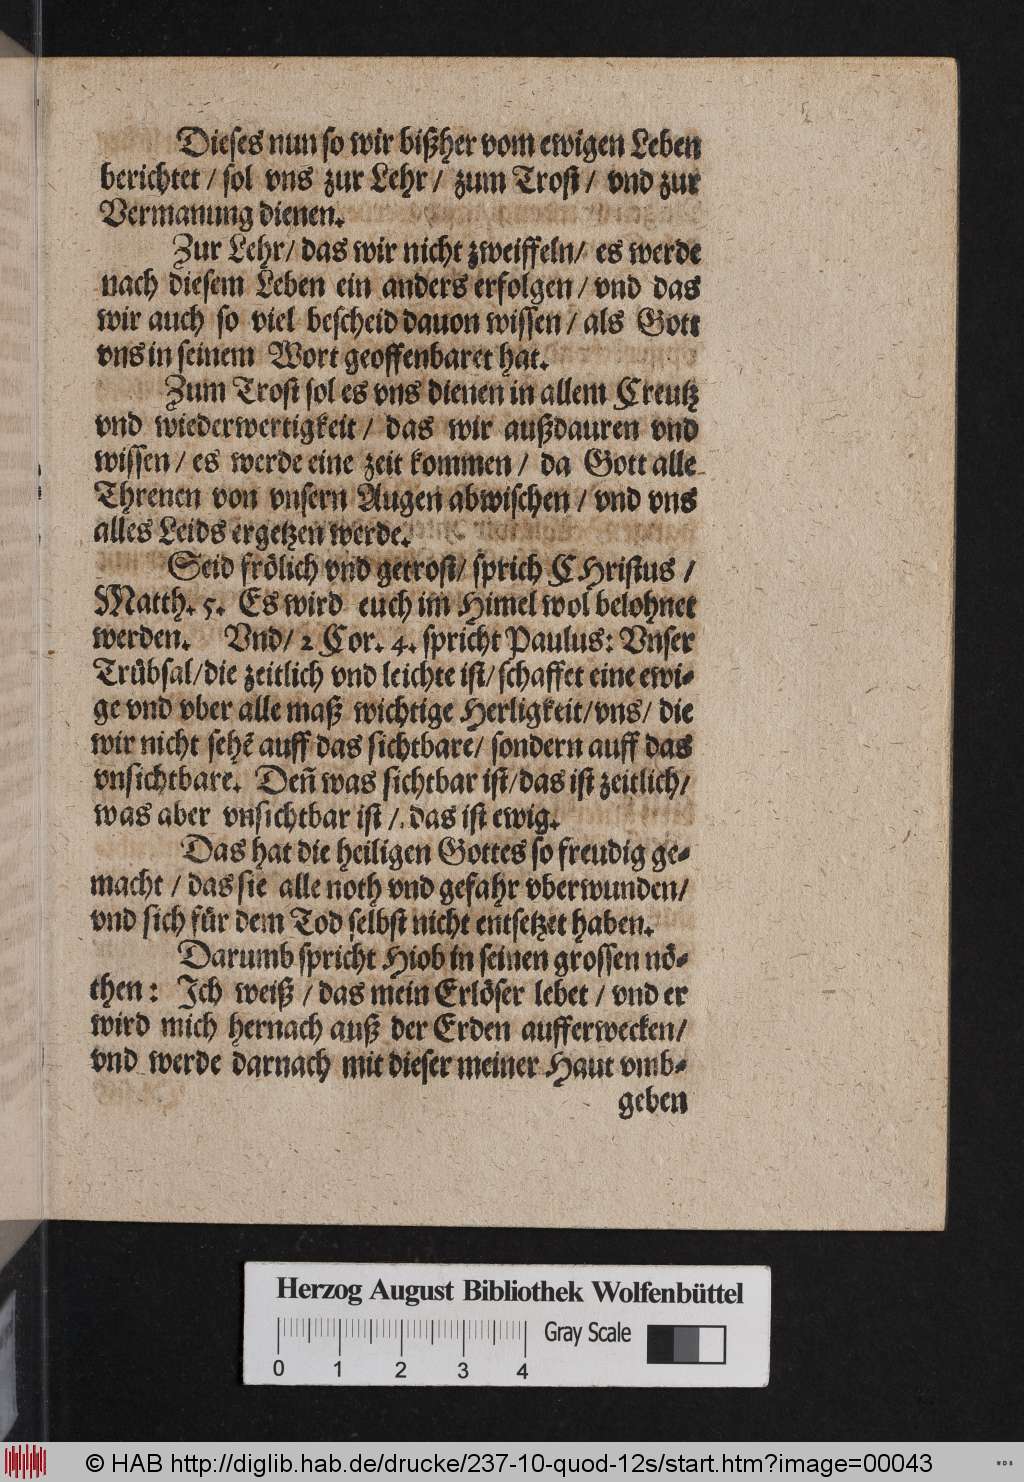 Dieses nun so wir bißher vom ewigen Leben
berichtet / sol vns zur Lehr / zum Trost / vnd zur
Vermanung dienen.
Zur Lehr / das wir nicht zweiffeln / es werde
nach diesem Leben ein anders erfolgen / vnd das
wir auch so viel bescheid dauon wissen / als Gott
vns in seinem Wort geoffenbaret hat.
Zum Trost sol es vns dienen in allem Creutz
vnd wiederwertigkeit / das wir außdauren vnd
wissen / es werde eine zeit kommen / da Gott alle
Threnen von vnsern Augen abwischen / vnd vns
alles Leids ergetzen werde.
Seid frölich vnd getrost / sprich CHristus /
Matth. 5. Es wird euch im Himel wol belohnet
werden. Vnd / 2 Cor. 4. spricht Paulus: Vnser
Trübsal / die zeitlich vnd leichte ist / schaffet eine ewi-
ge vnd vber alle maß wichtige Herligkeit / vns / die
wir nicht sehẽ auff das sichtbare / sondern auff das
vnsichtbare. Deñ was sichtbar ist / das ist zeitlich /
was aber vnsichtbar ist / das ist ewig.
Das hat die heiligen Gottes so freudig ge-
macht / das sie alle noth vnd gefahr vberwunden /
vnd sich für dem Tod selbst nicht entsetzet haben.
Darumb spricht Hiob in seinen grossen nö-
then: Ich weiß / das mein Erlöser lebet / vnd er
wird mich hernach auß der Erden aufferwecken /
vnd werde darnach mit dieser meiner Haut vmb-
geben
Herzog August Bibliothek Wolfenbüttel
Gray Scale
0 1 2 3 4
© HAB http://diglib.hab.de/drucke/237-10-quod-12s/start.htm?image=00043